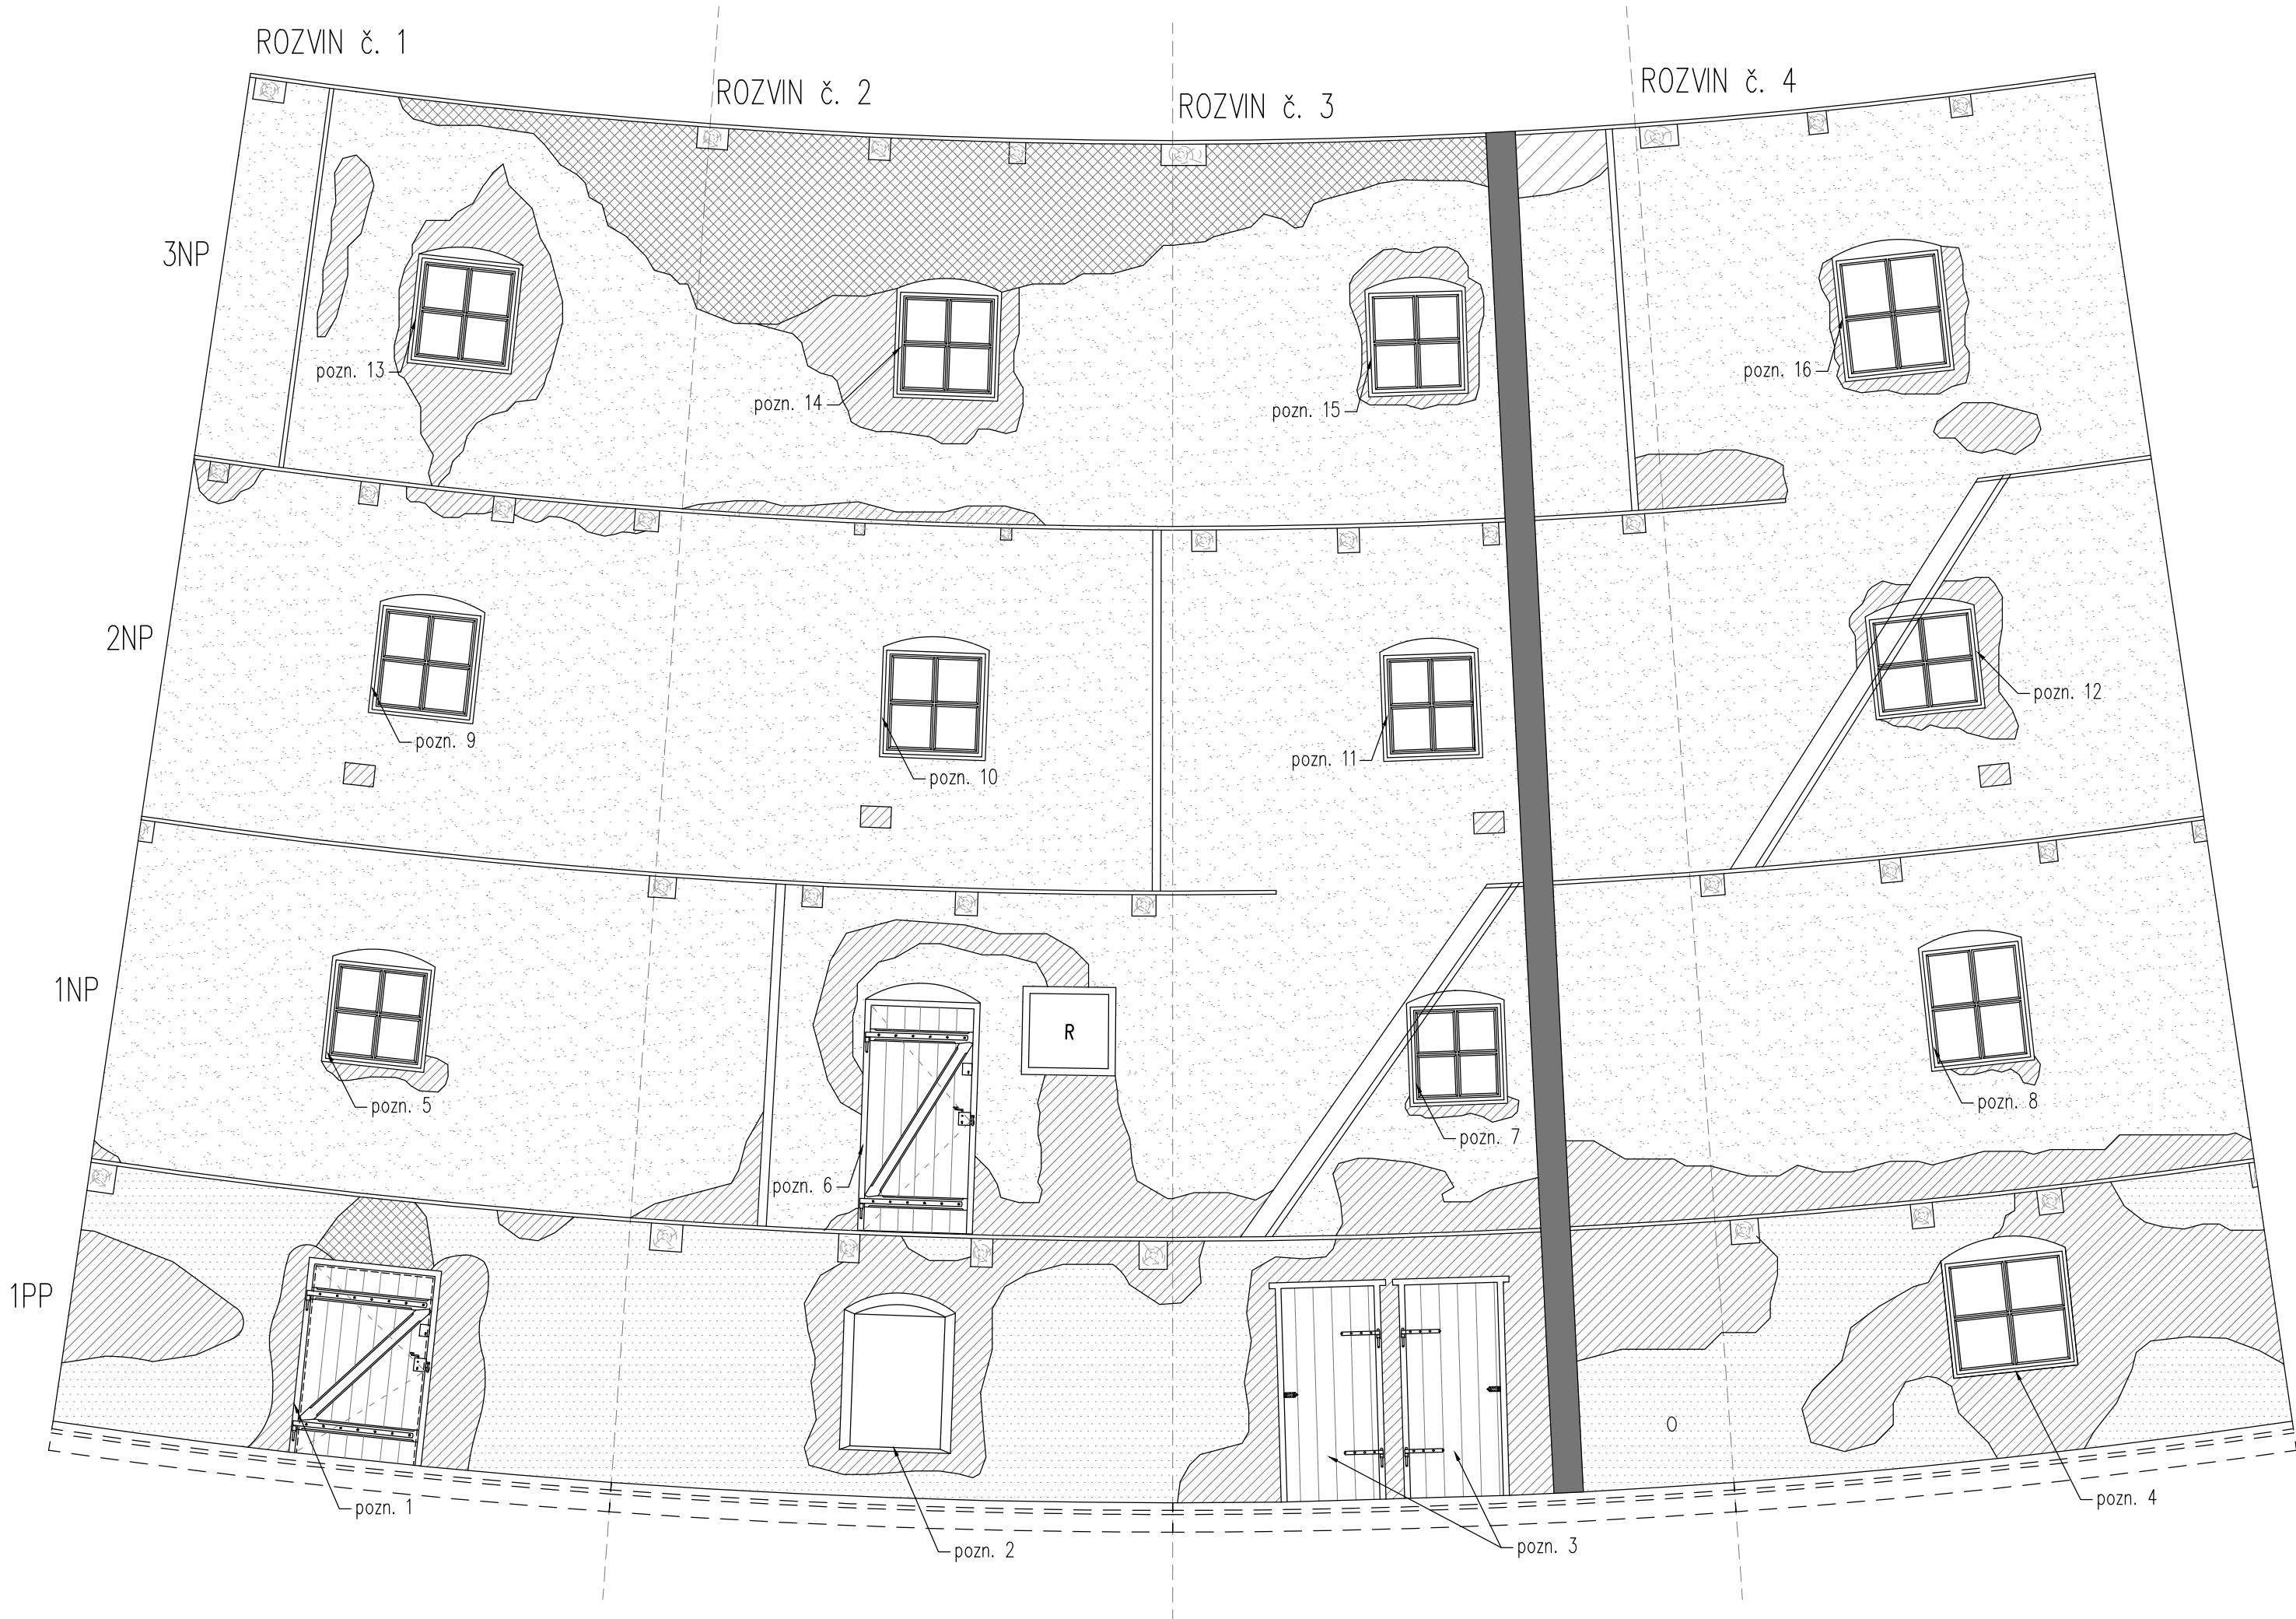 ROZVIN č. 1
ROZVIN č. 2
ROZVIN č. 3
ROZVIN č. 4
3NP
pozn. 13
pozn. 14
pozn. 15
pozn. 16
2NP
pozn. 9
pozn. 10
pozn. 11
pozn. 12
1NP
R
pozn. 5
pozn. 6
pozn. 7
pozn. 8
1PP
pozn. 1
pozn. 2
pozn. 3
pozn. 4